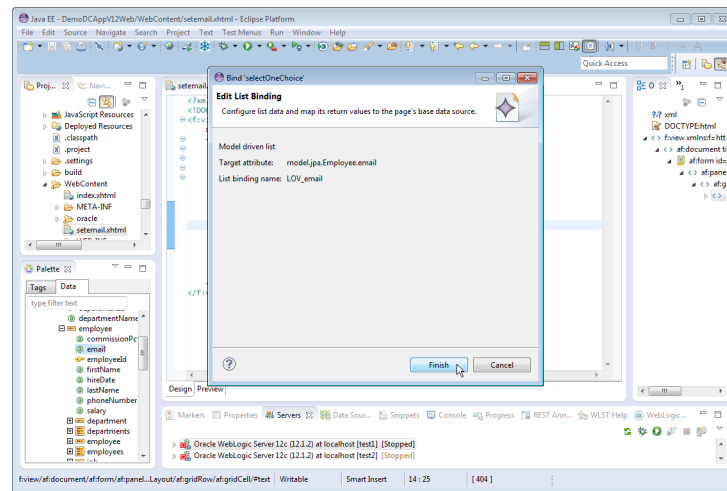 Java EE - DemoDCAppV12Web/WebContent/setemail.xhtml - Eclipse Platform
File Edit Source Navigate Search Project Text Test Menus Run Window Help
Quick Access
Proj... Navi...
JavaScript Resources
Deployed Resources
.classpath
.project
.settings
build
WebContent
index.xhtml
META-INF
oracle
setemail.xhtml
Palette
Tags Data
type filter text
departmentName
employee
commissionPc
email
employeeId
firstName
hireDate
lastName
phoneNumber
salary
department
departments
employee
employees
setemail
<?xm
<!DO
<f:vi
</f:v
Design Preview
Bind 'selectOneChoice'
Edit List Binding
Configure list data and map its return values to the page's base data source.
Model driven list
Target attribute: model.jpa.Employee.email
List binding name: LOV_email
Finish Cancel
O
xml
DOCTYPE:html
f:view xmlns:f=htt
af:document ti
af:form id=
af:pane
af:g
Markers Properties Servers Data Sour... Snippets Console Progress REST Ann... WLST Help WebLogic...
Oracle WebLogic Server 12c (12.1.2) at localhost [test1] [Stopped]
Oracle WebLogic Server 12c (12.1.2) at localhost [test2] [Stopped]
f:view/af:document/af:form/af:panel...Layout/af:gridRow/af:gridCell/#text Writable Smart Insert 14 : 25 [ 404 ]